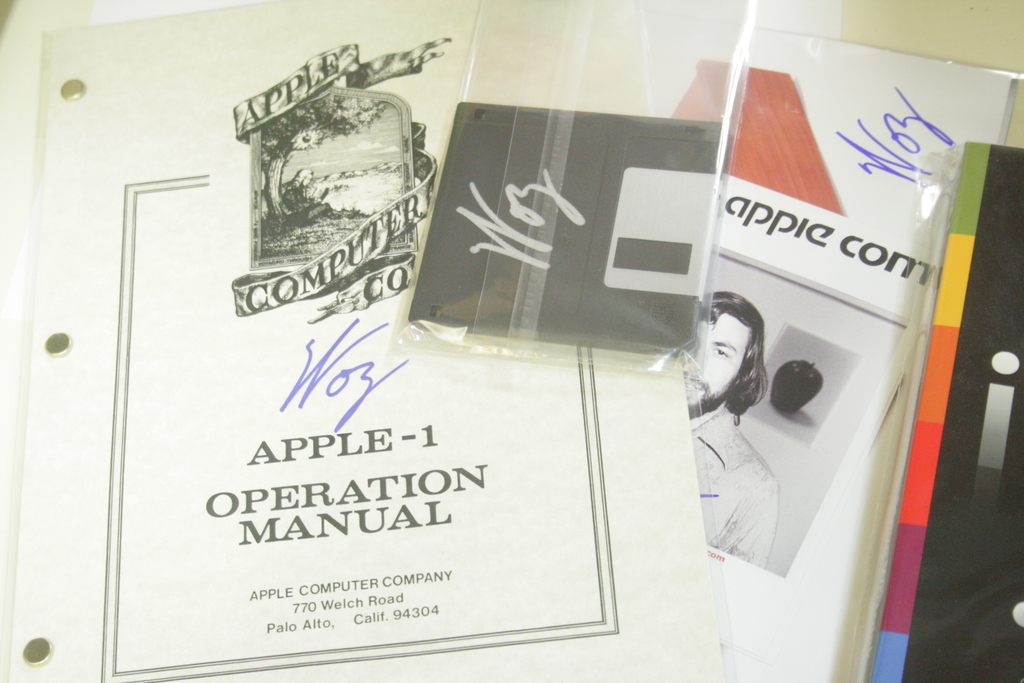 APPLE
COMPUTER
CO
Woz
APPLE-1
OPERATION
MANUAL
APPLE COMPUTER COMPANY
770 Welch Road
Palo Alto, Calif. 94304
Woz
Woz
apple com
com
i